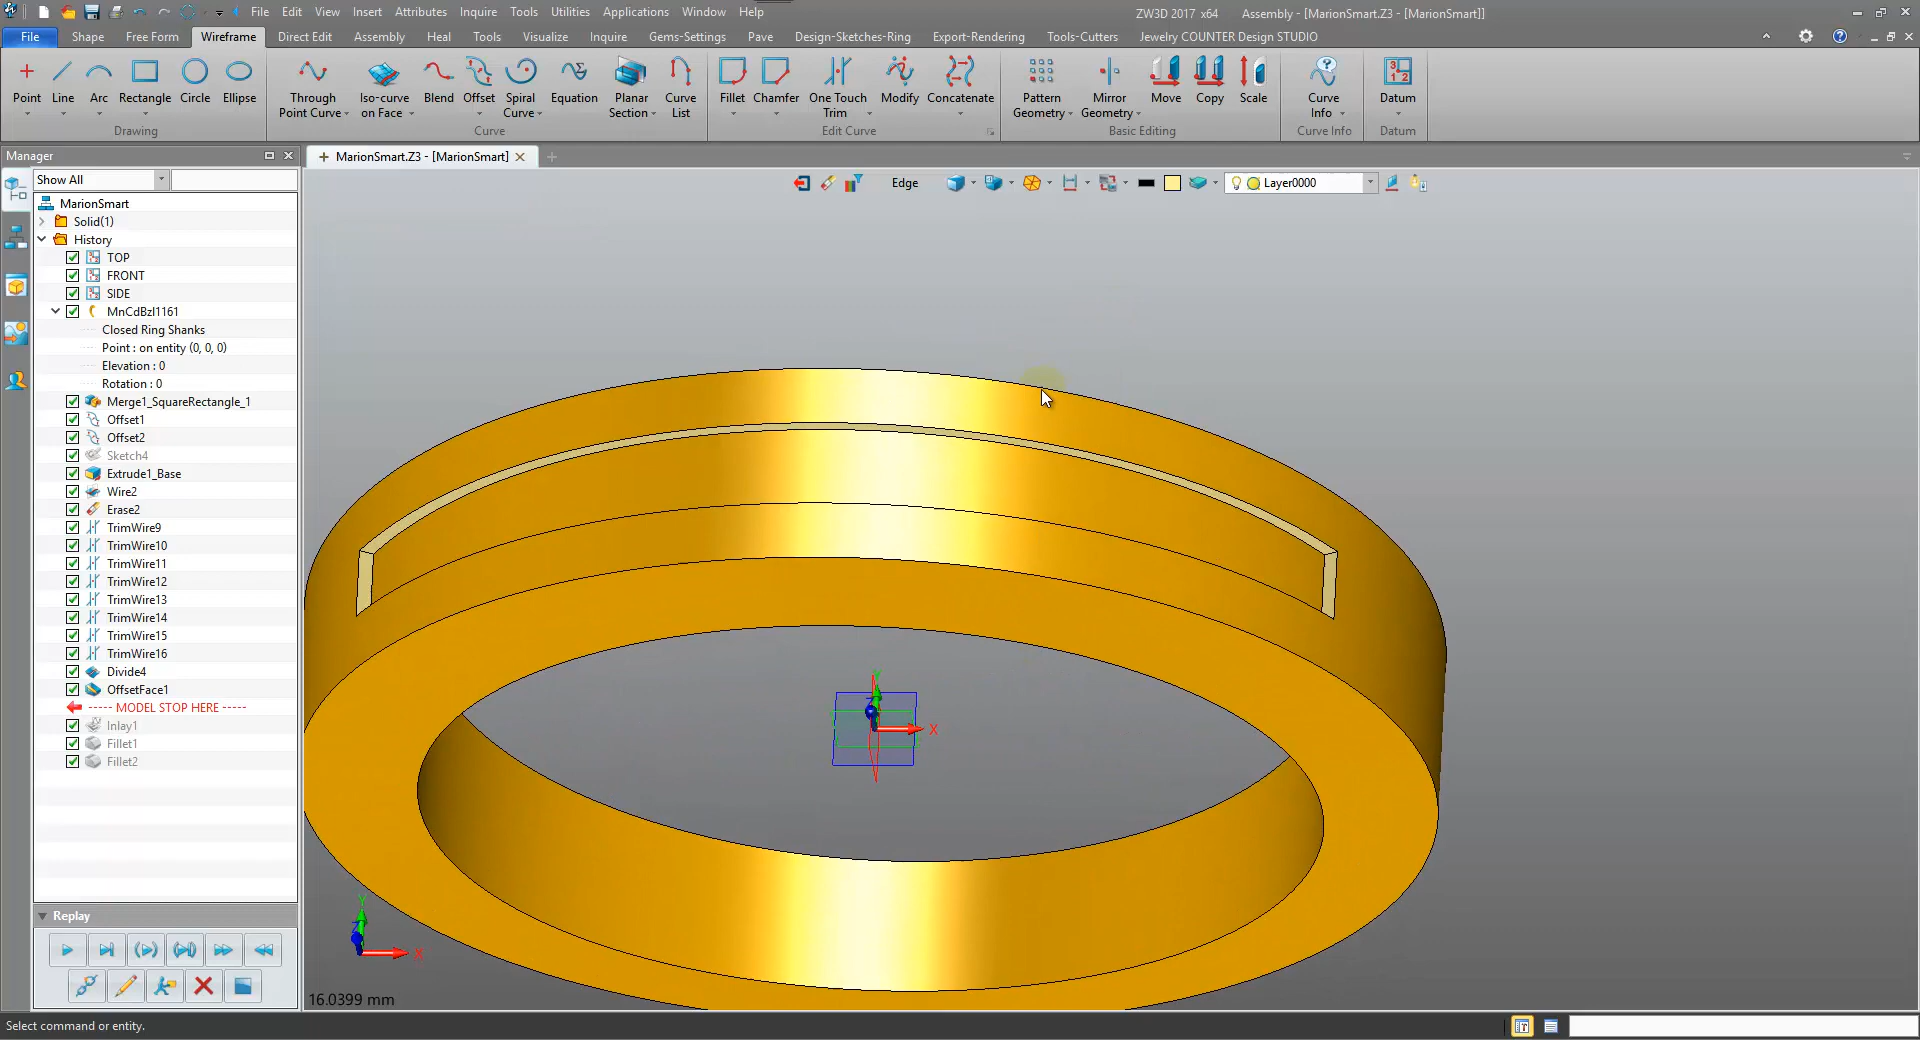 File Edit View Insert Attributes Inquire Tools Utilities Applications Window Help
ZW3D 2017 x64 Assembly - [MarionSmart.Z3 - [MarionSmart]]
File Shape Free Form Wireframe Direct Edit Assembly Heal Tools Visualize Inquire Gems-Settings Pave Design-Sketches-Ring Export-Rendering Tools-Cutters Jewelry COUNTER Design STUDIO
Point Line Arc Rectangle Circle Ellipse
Drawing
Through Point Curve
Iso-curve on Face
Blend Offset
Spiral Curve
Equation
Planar Section
Curve List
Curve
Fillet Chamfer
One Touch Trim
Modify Concatenate
Edit Curve
Pattern Geometry
Mirror Geometry
Move Copy Scale
Basic Editing
Curve Info
Curve Info
Datum
Datum
Manager
MarionSmart.Z3 - [MarionSmart]
Show All
Edge
Layer0000
MarionSmart
Solid(1)
History
TOP
FRONT
SIDE
MnCdBzl1161
Closed Ring Shanks
Point : on entity (0, 0, 0)
Elevation : 0
Rotation : 0
Merge1_SquareRectangle_1
Offset1
Offset2
Sketch4
Extrude1_Base
Wire2
Erase2
TrimWire9
TrimWire10
TrimWire11
TrimWire12
TrimWire13
TrimWire14
TrimWire15
TrimWire16
Divide4
OffsetFace1
----- MODEL STOP HERE -----
Inlay1
Fillet1
Fillet2
Replay
Y
X
Y
X
16.0399 mm
Select command or entity.